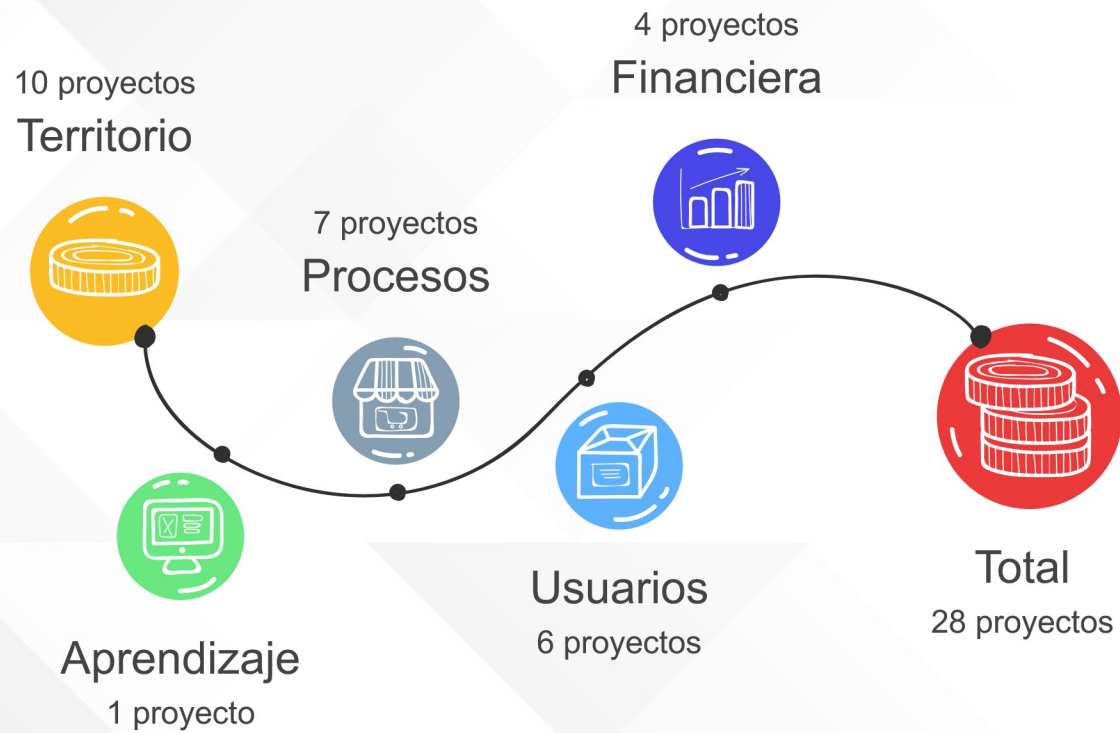 10 proyectos
Territorio
Aprendizaje
1 proyecto
7 proyectos
Procesos
Usuarios
6 proyectos
4 proyectos
Financiera
Total
28 proyectos